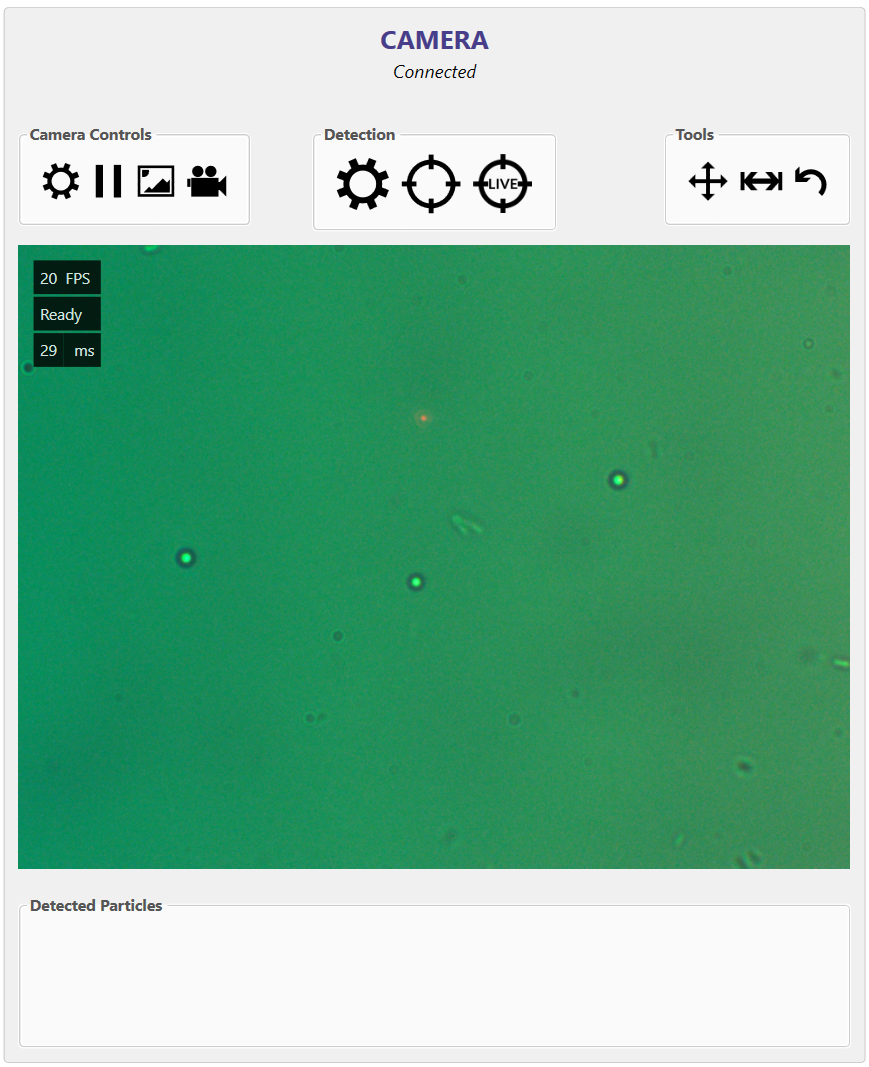 CAMERA
Connected
Camera Controls
Detection
Tools
LIVE
20 FPS
Ready
29 ms
Detected Particles